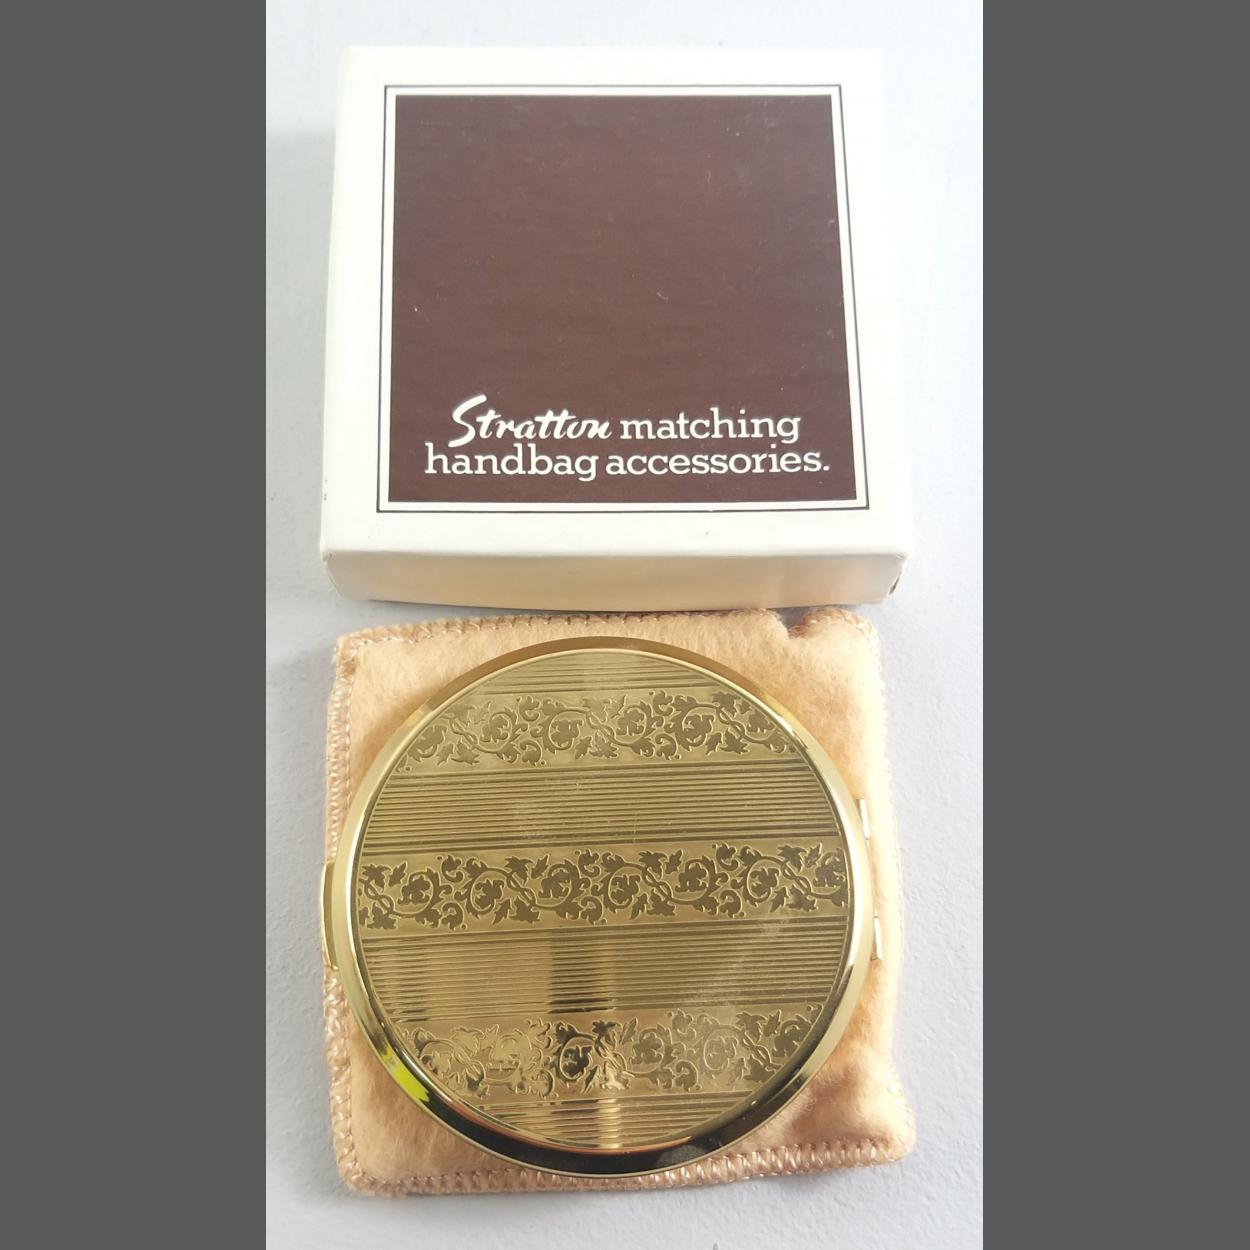 Stratton matching
handbag accessories.